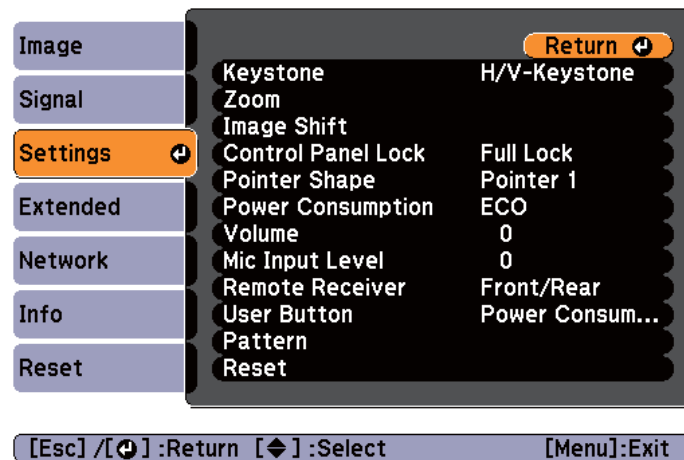 Image
Signal
Settings
Extended
Network
Info
Reset
Return
Keystone H/V-Keystone
Zoom
Image Shift
Control Panel Lock Full Lock
Pointer Shape Pointer 1
Power Consumption ECO
Volume 0
Mic Input Level 0
Remote Receiver Front/Rear
User Button Power Consum...
Pattern
Reset
[Esc] /[⏎] :Return [◆] :Select [Menu]:Exit